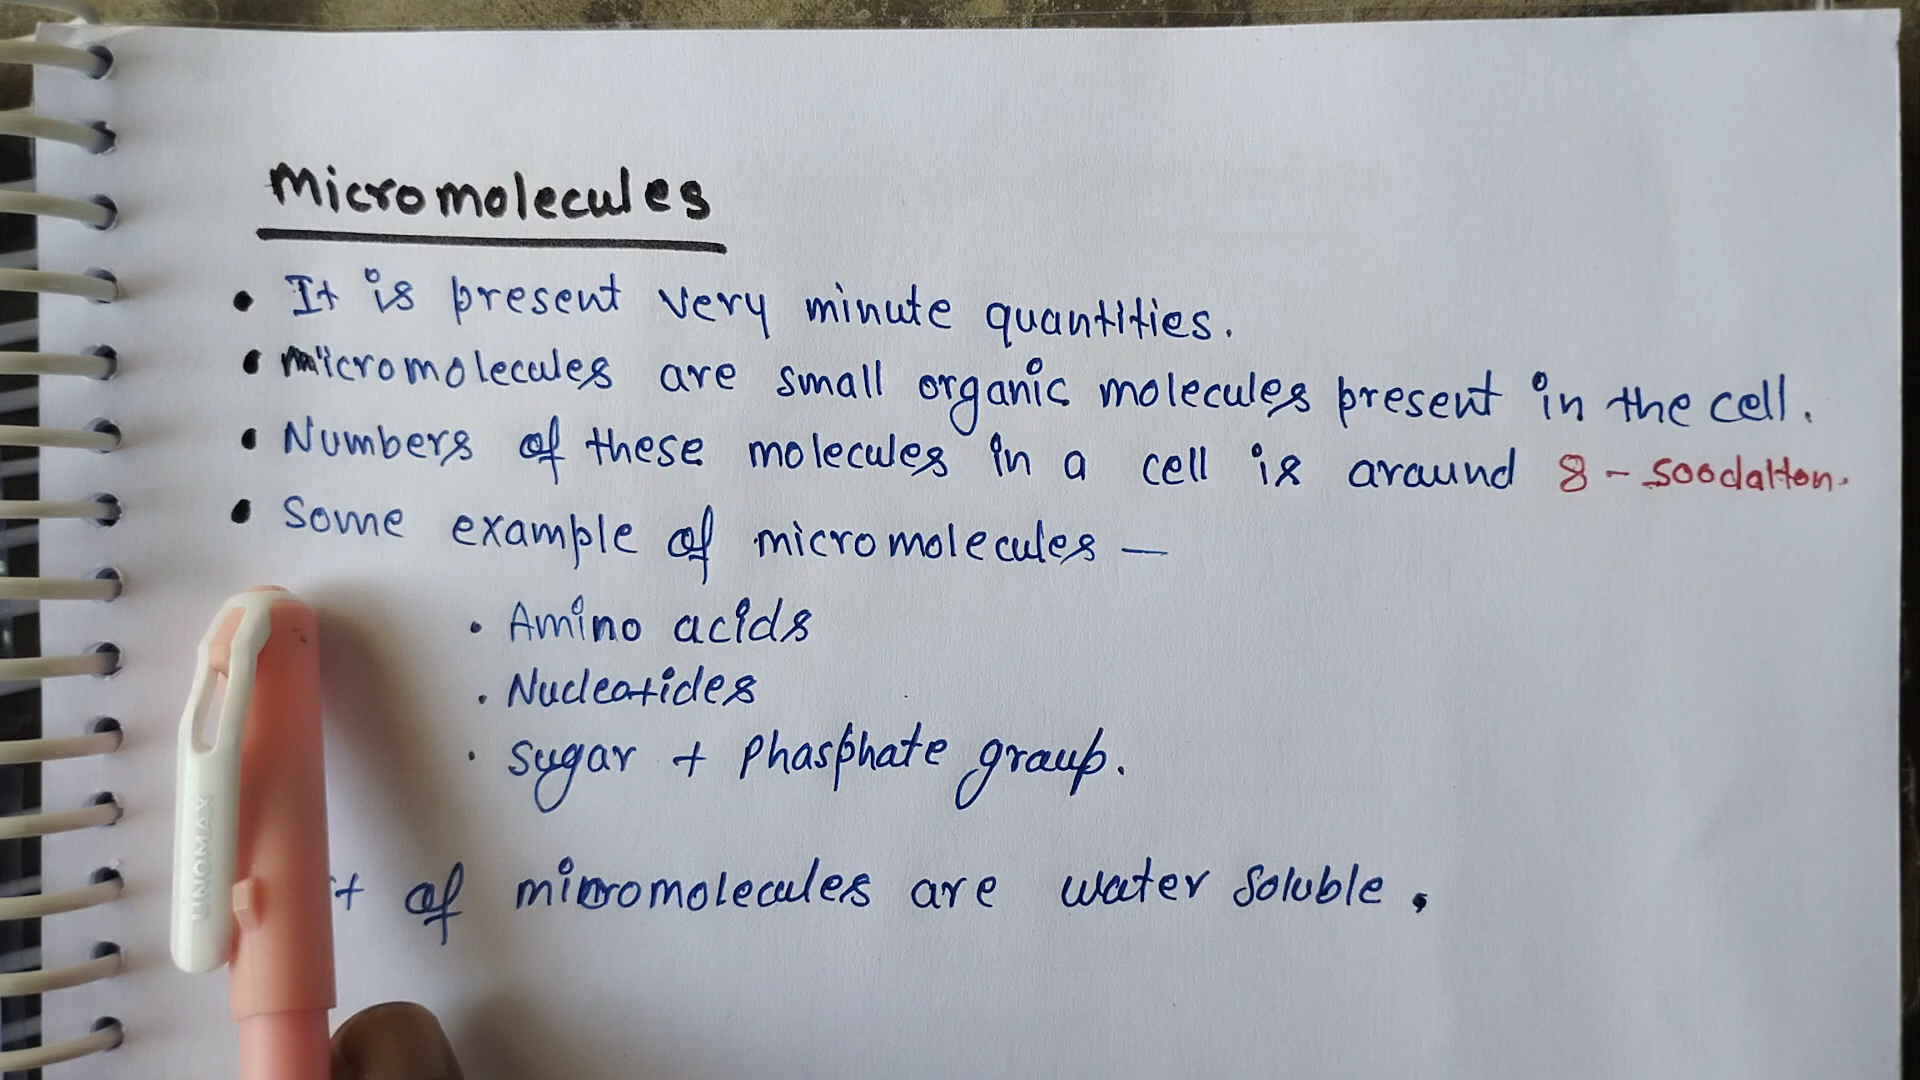 Micromolecules
• It is present very minute quantities.
• micromolecules are small organic molecules present in the cell.
• Numbers of these molecules in a cell is araund 8 - 500dalton.
• Some example of micromolecules —
• Amino acids
• Nucleotides
• Sugar + phasphate graup.
of micromolecules are water soluble.
UNOMAX